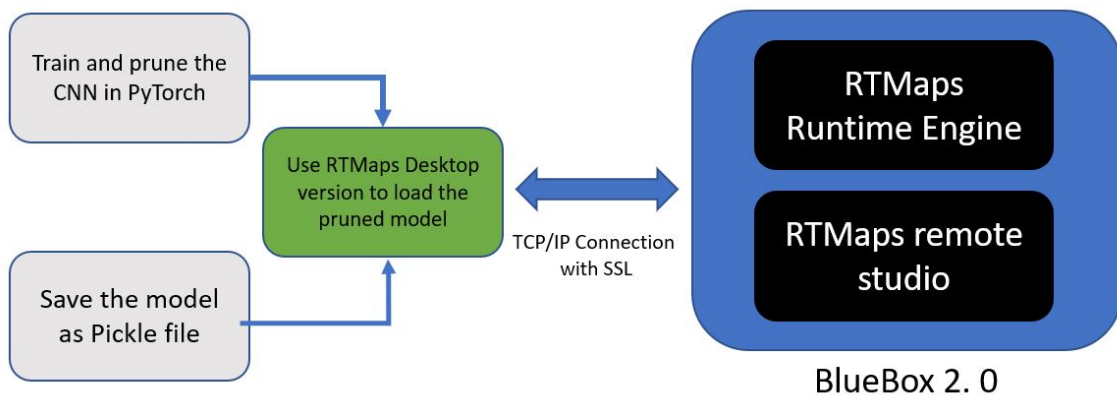 Train and prune the
CNN in PyTorch
Use RTMaps Desktop
version to load the
pruned model
Save the model
as Pickle file
TCP/IP Connection
with SSL
RTMaps
Runtime Engine
RTMaps remote
studio
BlueBox 2. 0